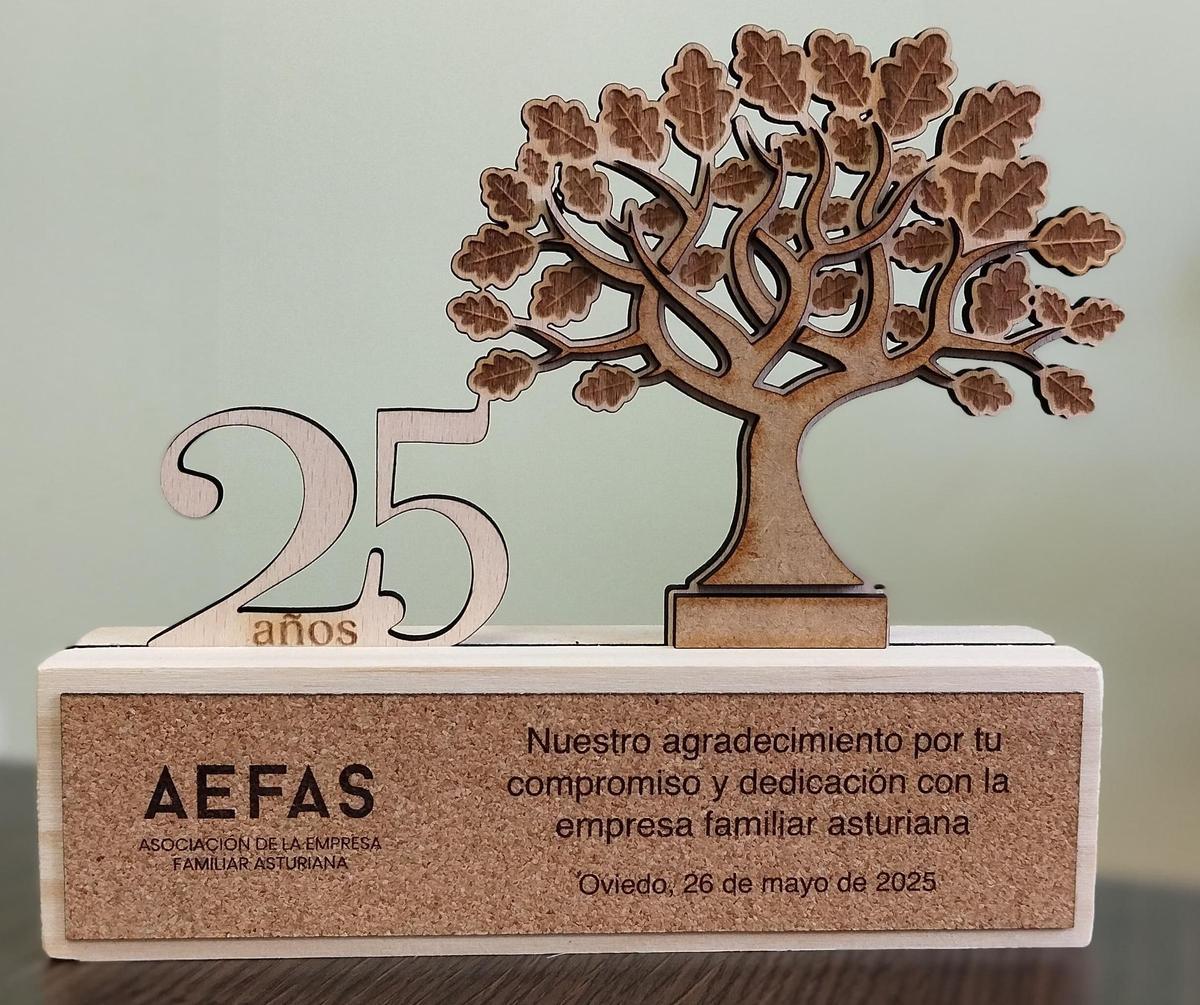 25
años
AEFAS
ASOCIACIÓN DE LA EMPRESA
FAMILIAR ASTURIANA
Nuestro agradecimiento por tu
compromiso y dedicación con la
empresa familiar asturiana
Oviedo, 26 de mayo de 2025